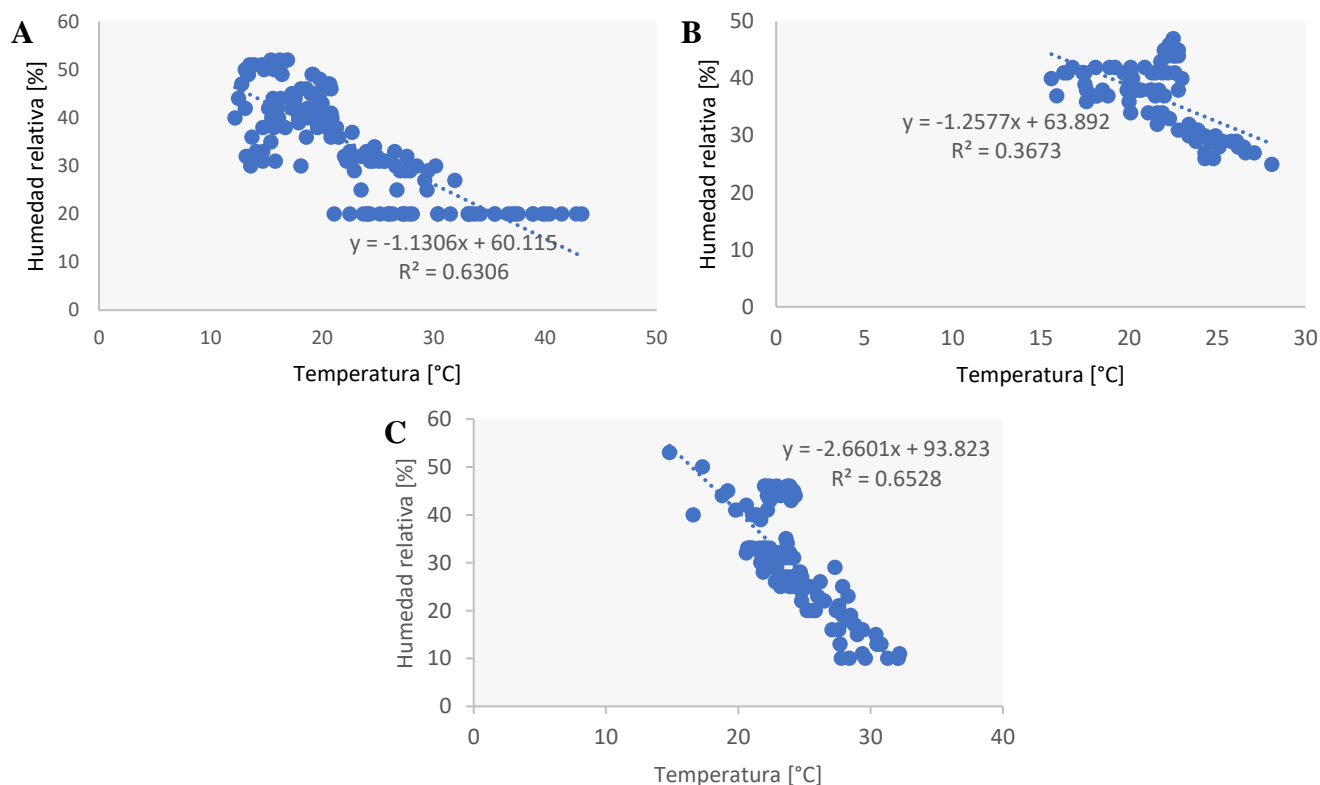 A
Humedad relativa [%]
60
50
40
30
20
10
0
y = -1.1306x + 60.115
R² = 0.6306
0 10 20 30 40 50
Temperatura [°C]
B
Humedad relativa [%]
50
40
30
20
10
0
y = -1.2577x + 63.892
R² = 0.3673
0 5 10 15 20 25 30
Temperatura [°C]
C
Humedad relativa [%]
60
50
40
30
20
10
0
y = -2.6601x + 93.823
R² = 0.6528
0 10 20 30 40
Temperatura [°C]